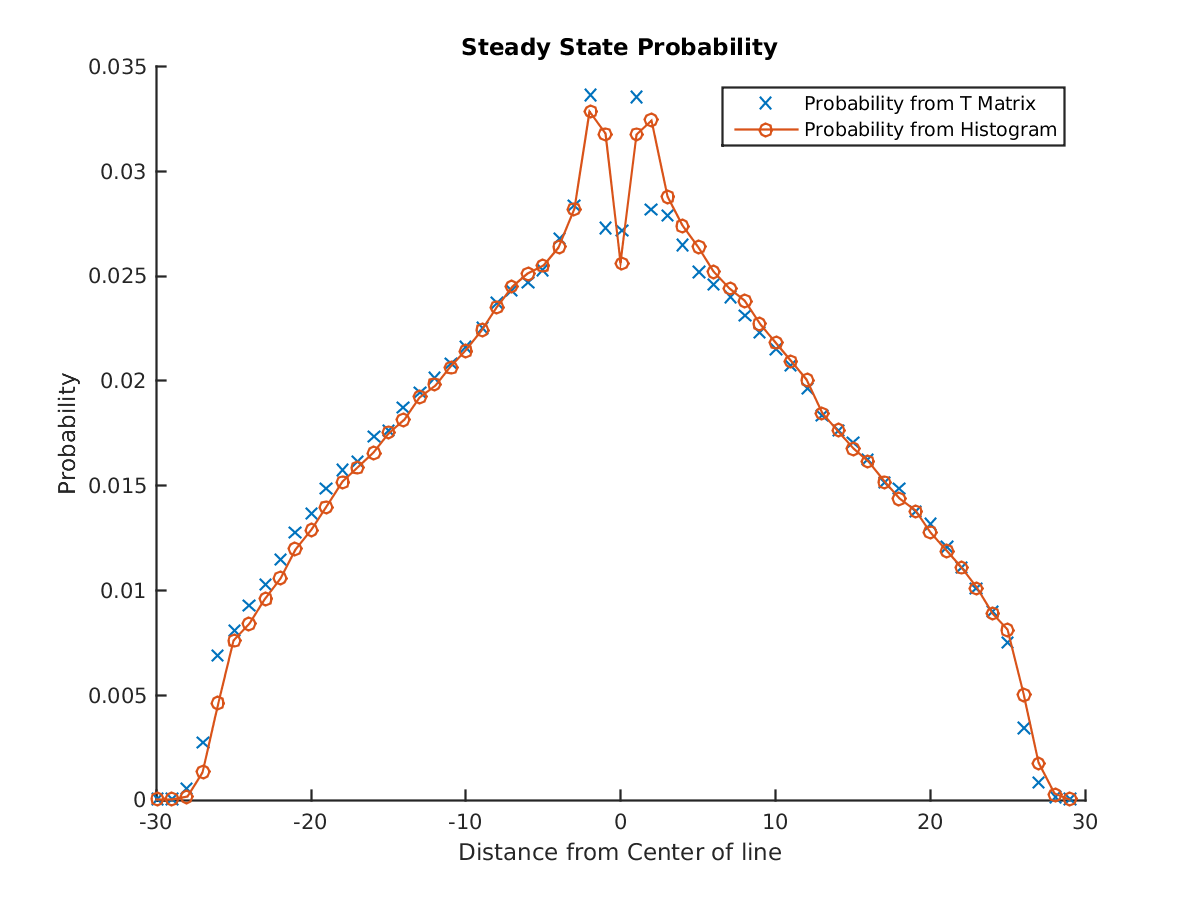 Steady State Probability
0.035
0.03
0.025
0.02
0.015
0.01
0.005
0
Probability
Probability from T Matrix
Probability from Histogram
-30 -20 -10 0 10 20 30
Distance from Center of line